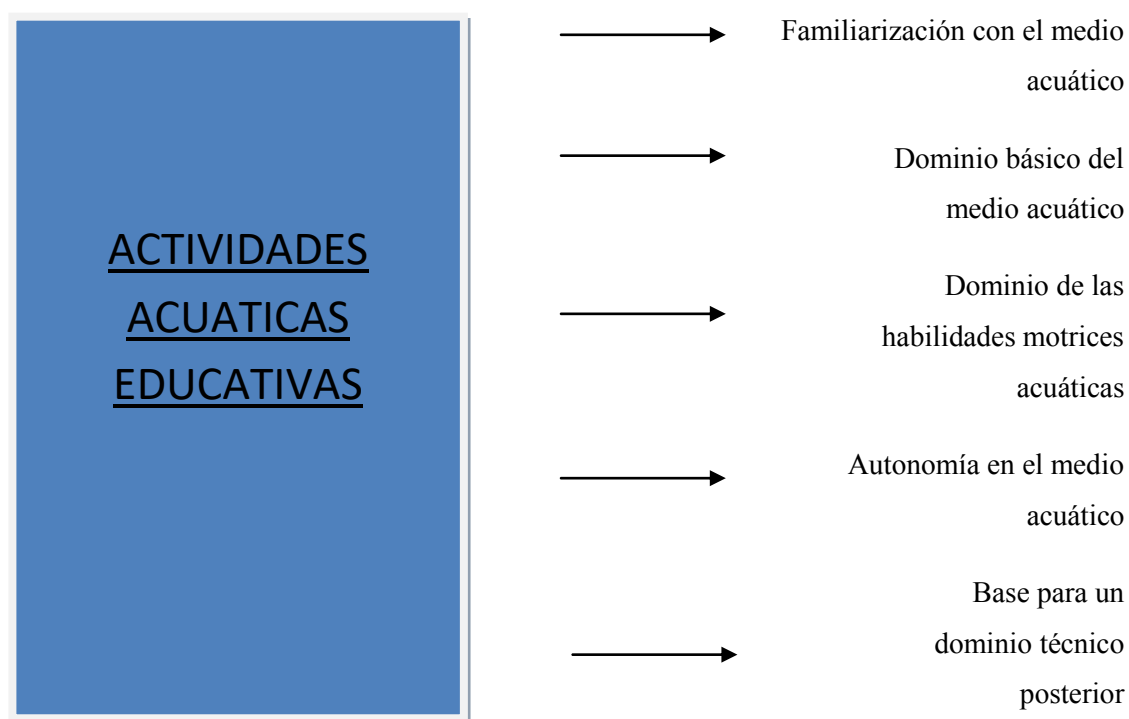 ACTIVIDADES
ACUATICAS
EDUCATIVAS
Familiarización con el medio
acuático
Dominio básico del
medio acuático
Dominio de las
habilidades motrices
acuáticas
Autonomía en el medio
acuático
Base para un
dominio técnico
posterior